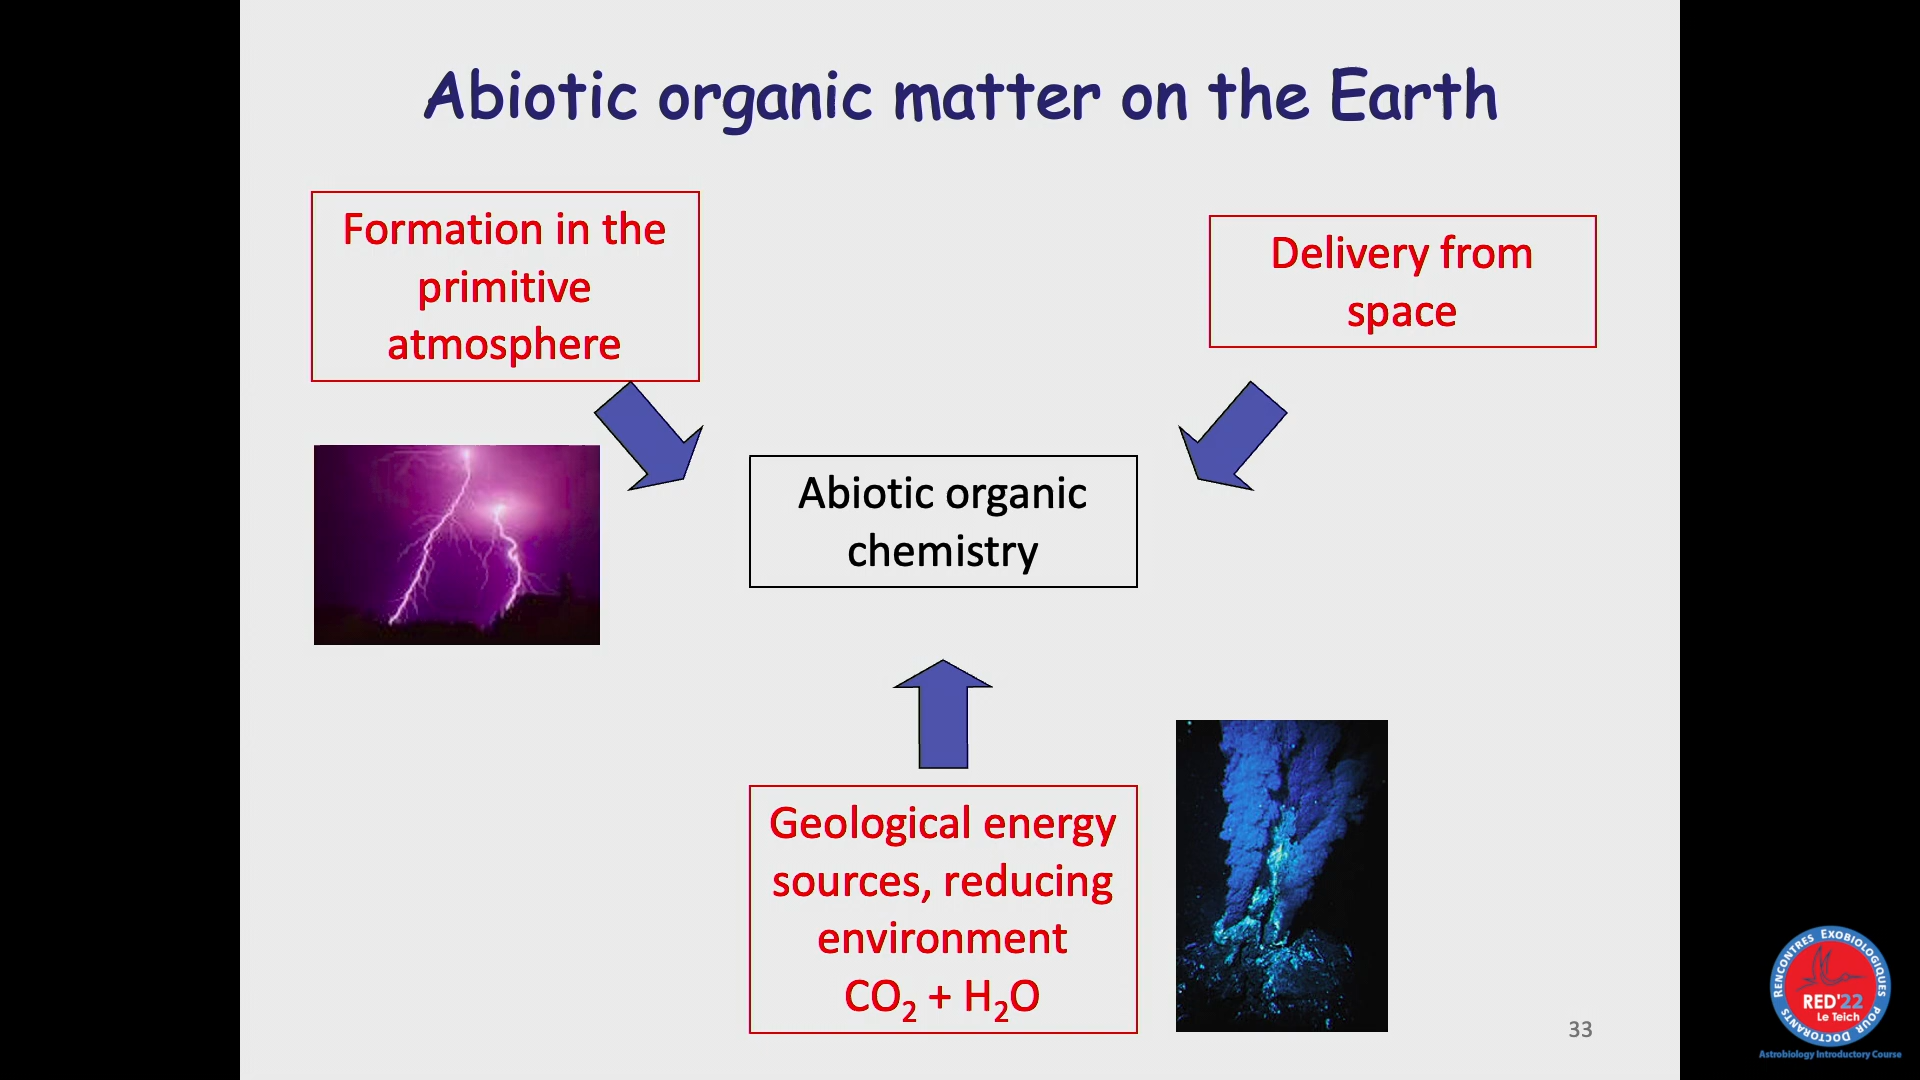 Abiotic organic matter on the Earth
Formation in the
primitive
atmosphere
Delivery from
space
Abiotic organic
chemistry
Geological energy
sources, reducing
environment
CO₂ + H₂O
33
RENCONTRES EXOBIOLOGIQUES POUR DOCTORANTS
RED'22
Le Teich
Astrobiology Introductory Course